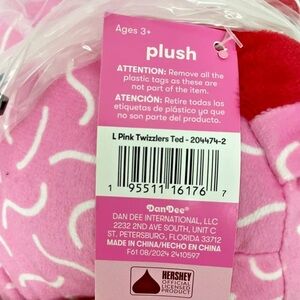 Ages 3+
plush
ATTENTION: Remove all the
plastic tags as these are
not part of the item.
ATENCIÓN: Retire todas las
etiquetas de plástico ya que
no son parte del producto.
L Pink Twizzlers Ted - 204474-2
1 95511 16176 7
DanDee®
DAN DEE INTERNATIONAL, LLC
2232 2ND AVE SOUTH, UNIT C
ST. PETERSBURG, FLORIDA 33712
MADE IN CHINA/HECHO EN CHINA
F61 08/2024 2410597
HERSHEY
OFFICIAL
LICENSED
PRODUCT